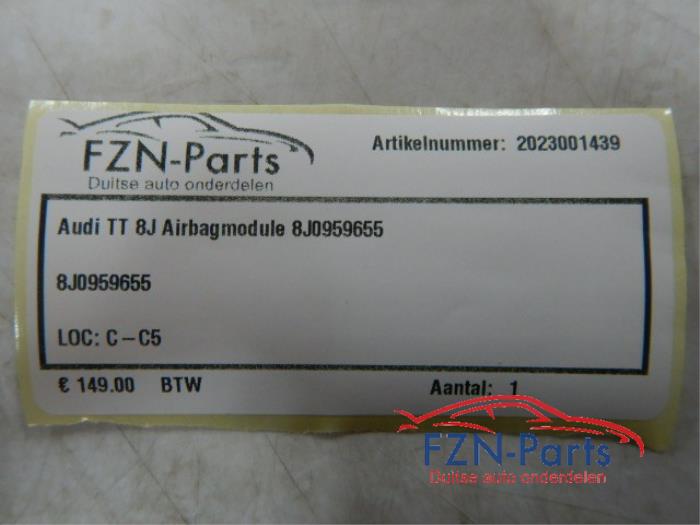 FZN-Parts
Duitse auto onderdelen
Artikelnummer: 2023001439
Audi TT 8J Airbagmodule 8J0959655
8J0959655
LOC: C-C5
€ 149.00 BTW
Aantal: 1
FZN-Parts
Duitse auto onderdelen